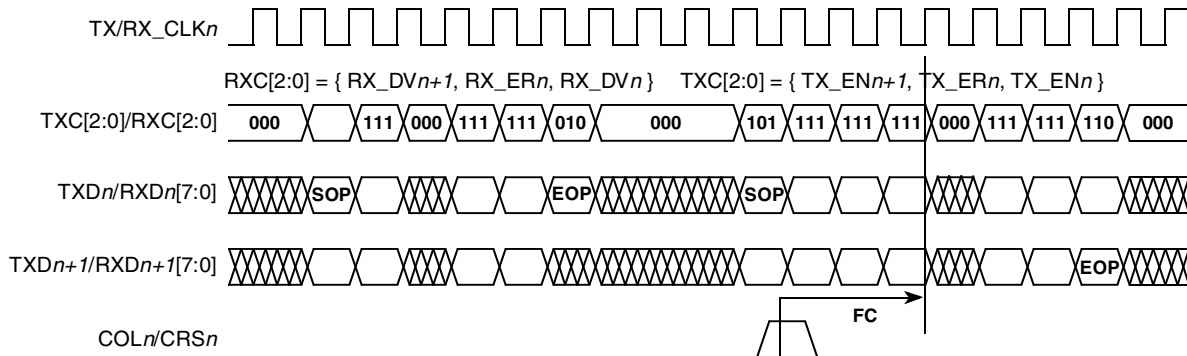 TX/RX_CLKn
RXC[2:0] = { RX_DVn+1, RX_ERn, RX_DVn } TXC[2:0] = { TX_ENn+1, TX_ERn, TX_ENn }
TXC[2:0]/RXC[2:0] 000 111 000 111 111 010 000 101 111 111 111 000 111 111 110 000
TXDn/RXDn[7:0] SOP EOP SOP
TXDn+1/RXDn+1[7:0] EOP
FC
COLn/CRSn